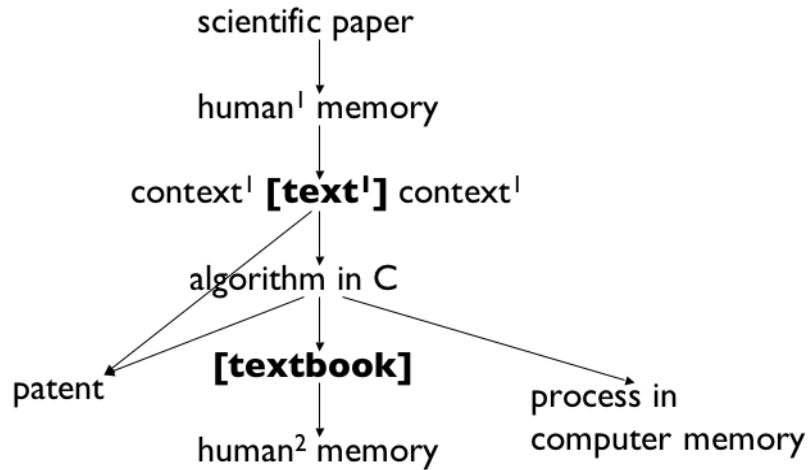 scientific paper
human¹ memory
context¹ [text¹] context¹
algorithm in C
[textbook]
patent
process in
computer memory
human² memory